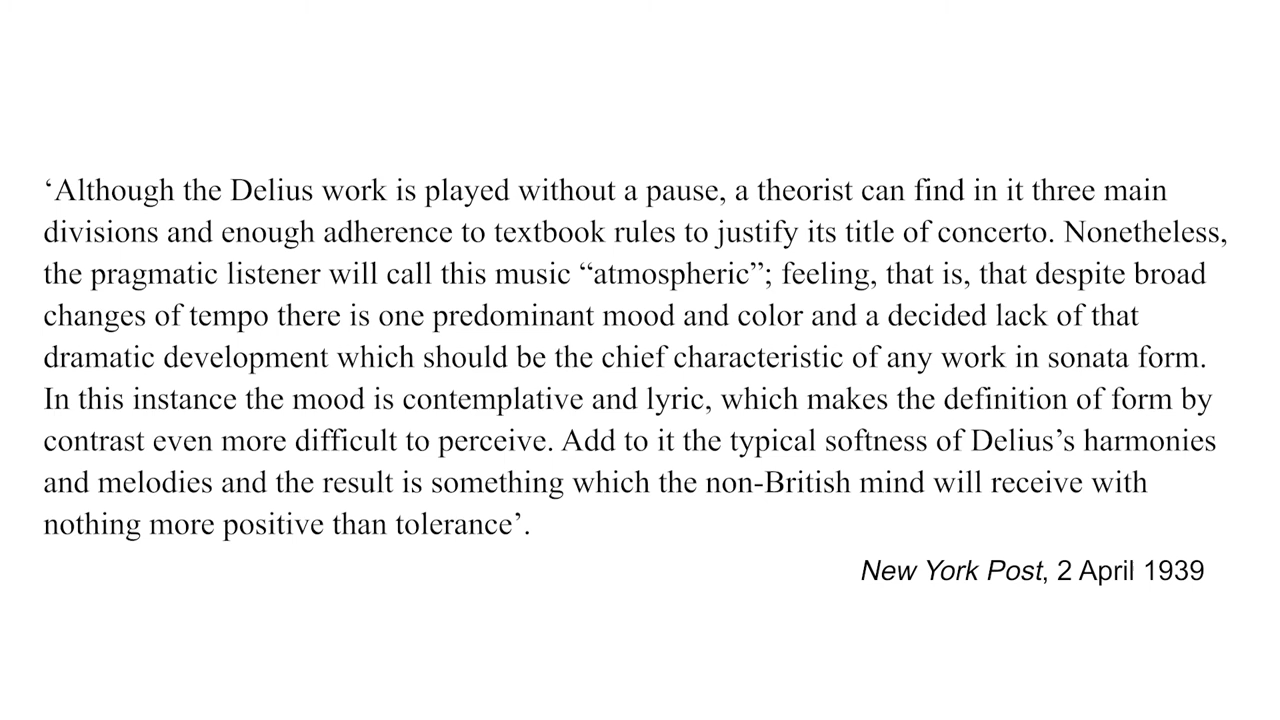 ‘Although the Delius work is played without a pause, a theorist can find in it three main
divisions and enough adherence to textbook rules to justify its title of concerto. Nonetheless,
the pragmatic listener will call this music “atmospheric”; feeling, that is, that despite broad
changes of tempo there is one predominant mood and color and a decided lack of that
dramatic development which should be the chief characteristic of any work in sonata form.
In this instance the mood is contemplative and lyric, which makes the definition of form by
contrast even more difficult to perceive. Add to it the typical softness of Delius’s harmonies
and melodies and the result is something which the non-British mind will receive with
nothing more positive than tolerance’.
New York Post, 2 April 1939